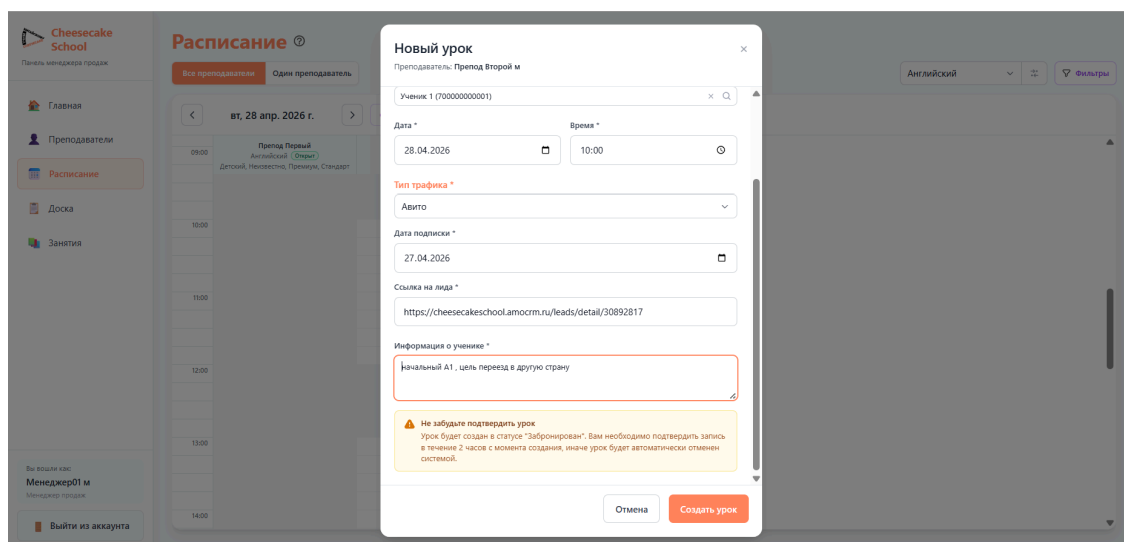 Cheesecake
School
Панель менеджера продаж
Главная
Преподаватели
Расписание
Доска
Занятия
Вы вошли как:
Менеджер01 м
Менеджер продаж
Выйти из аккаунта
Расписание
Все преподаватели
Один преподаватель
Английский
Фильтры
вт, 28 апр. 2026 г.
Препод Первый
Английский Открыт
Детский, Неизвестно, Премиум, Стандарт
09:00
10:00
11:00
12:00
13:00
14:00
Новый урок
Преподаватель: Препод Второй м
Ученик 1 (700000000001)
Дата *
Время *
28.04.2026
10:00
Тип трафика *
Авито
Дата подписки *
27.04.2026
Ссылка на лида *
https://cheesecakeschool.amocrm.ru/leads/detail/30892817
Информация о ученике *
начальный А1 , цель переезд в другую страну
Не забудьте подтвердить урок
Урок будет создан в статусе "Забронирован". Вам необходимо подтвердить запись
в течение 2 часов с момента создания, иначе урок будет автоматически отменен
системой.
Отмена
Создать урок